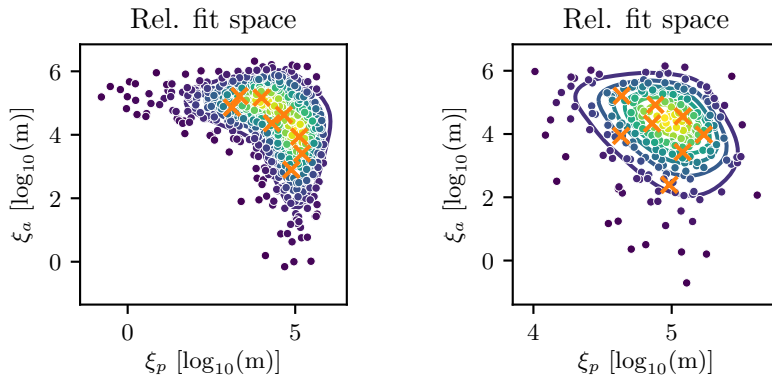 Rel. fit space
6
4
2
0
ξₐ [log₁₀(m)]
0
5
ξₚ [log₁₀(m)]
Rel. fit space
6
4
2
0
ξₐ [log₁₀(m)]
4
5
ξₚ [log₁₀(m)]